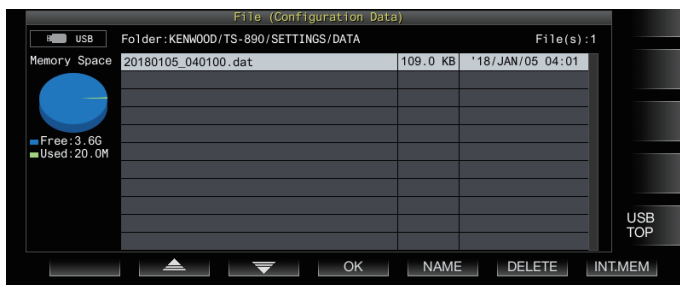 File (Configuration Data)
USB Folder:KENWOOD/TS-890/SETTINGS/DATA File(s):1
Memory Space 20180105_040100.dat 109.0 KB '18/JAN/05 04:01
Free:3.6G
Used:20.0M
USB
TOP
OK NAME DELETE INT.MEM